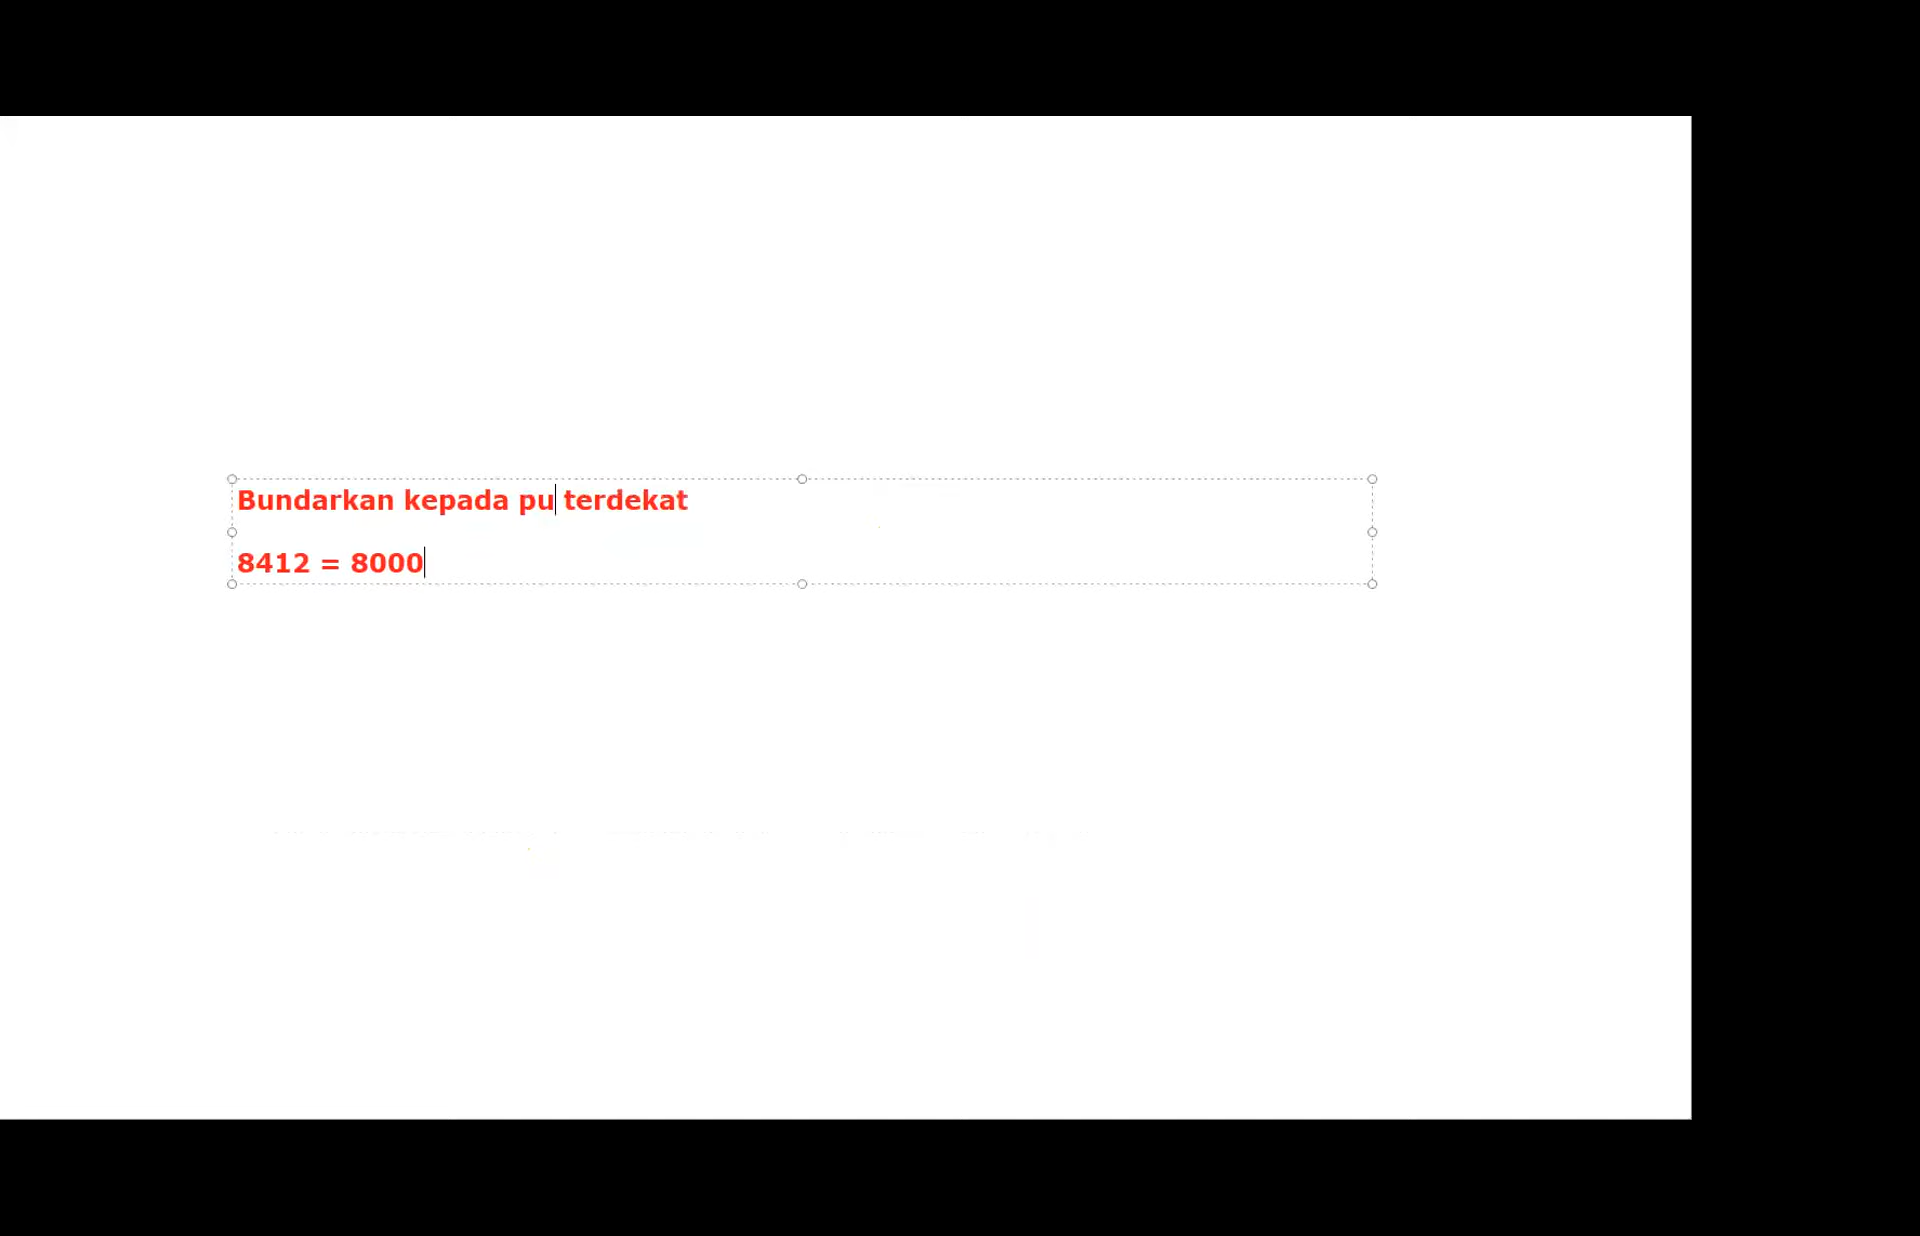 Bundarkan kepada pu terdekat
8412 = 8000